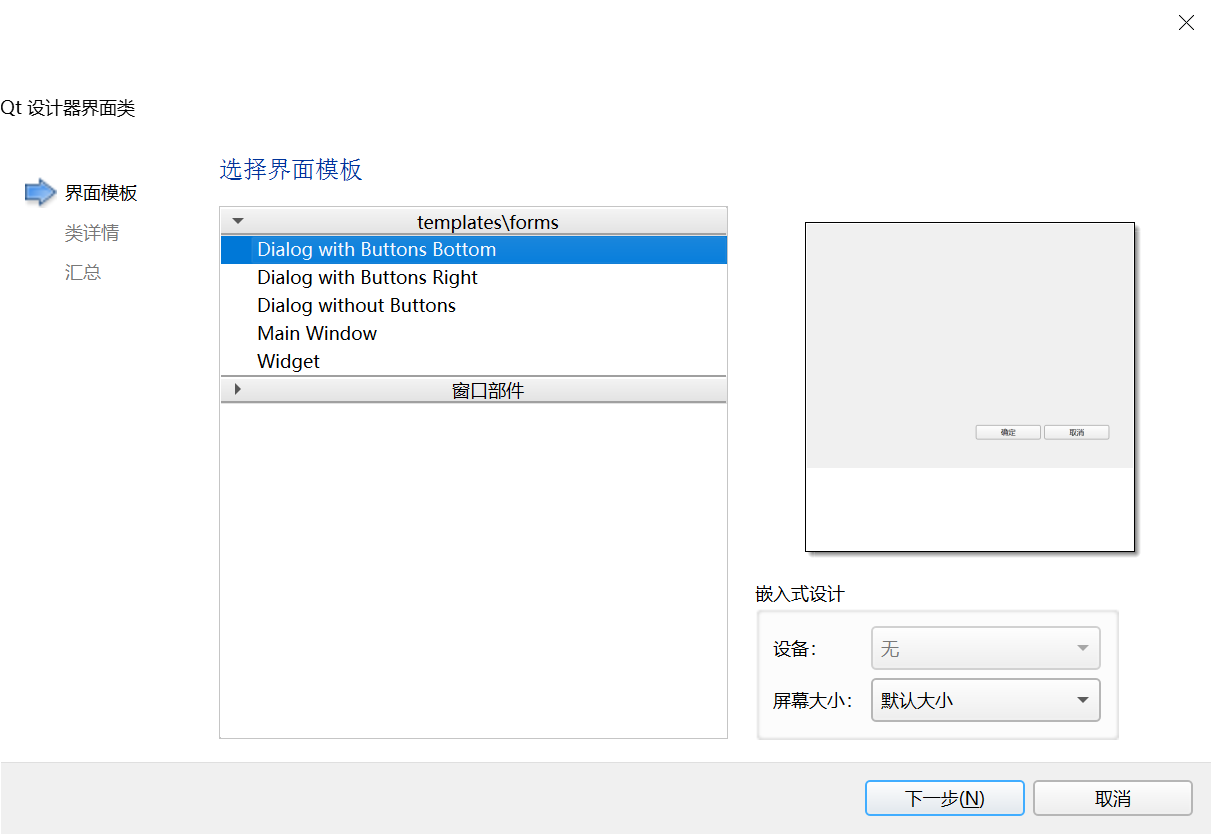 Qt 设计器界面类
选择界面模板
界面模板
类详情
汇总
templates\forms
Dialog with Buttons Bottom
Dialog with Buttons Right
Dialog without Buttons
Main Window
Widget
窗口部件
确定 取消
嵌入式设计
设备: 无
屏幕大小: 默认大小
下一步(N) 取消